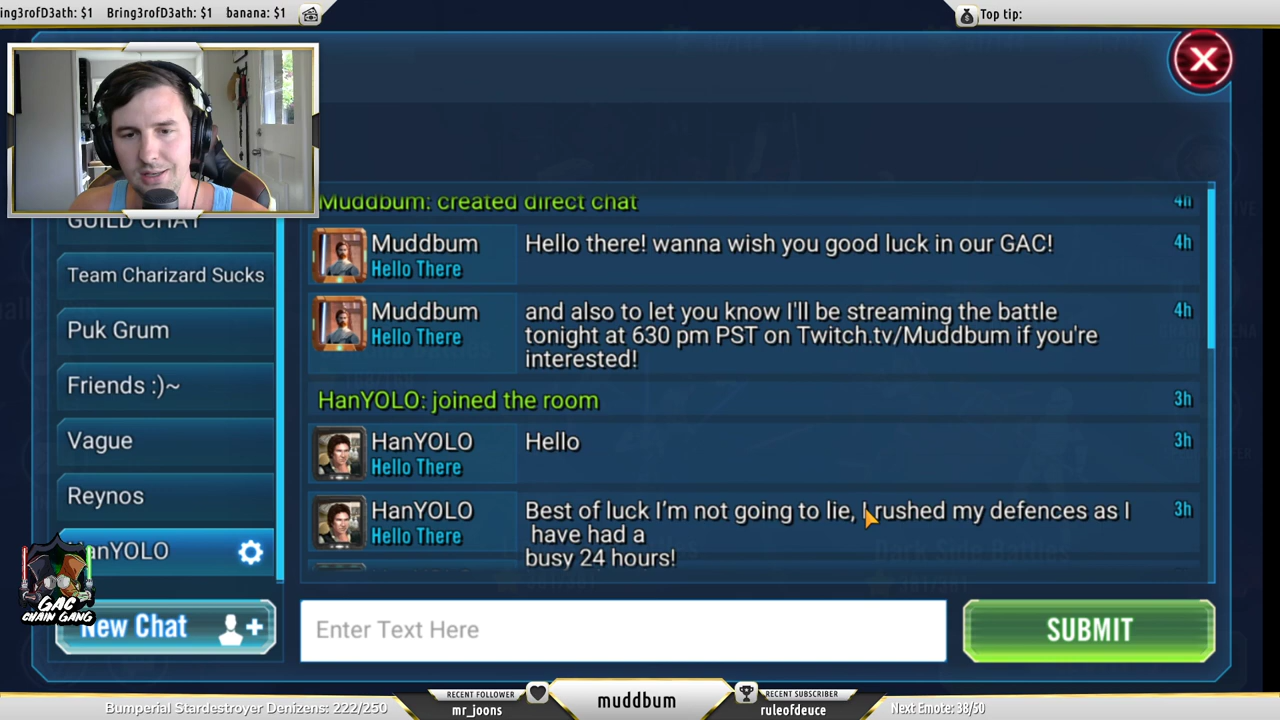 ing3rofD3ath: $1 Bring3rofD3ath: $1 banana: $1
Top tip:
Muddbum: created direct chat 4h
GUILD CHAT
Team Charizard Sucks
Puk Grum
Friends :)~
Vague
Reynos
HanYOLO
New Chat
Muddbum
Hello There
Hello there! wanna wish you good luck in our GAC! 4h
Muddbum
Hello There
and also to let you know I'll be streaming the battle 4h
tonight at 630 pm PST on Twitch.tv/Muddbum if you're
interested!
HanYOLO: joined the room 3h
HanYOLO
Hello There
Hello 3h
HanYOLO
Hello There
Best of luck I'm not going to lie, I rushed my defences as I 3h
have had a
busy 24 hours!
GAC
CHAIN GANG
Enter Text Here
SUBMIT
Bumperial Stardestroyer Denizens: 222/250
RECENT FOLLOWER
mr_joons
muddbum
RECENT SUBSCRIBER
ruleofdeuce
Next Emote: 38/50